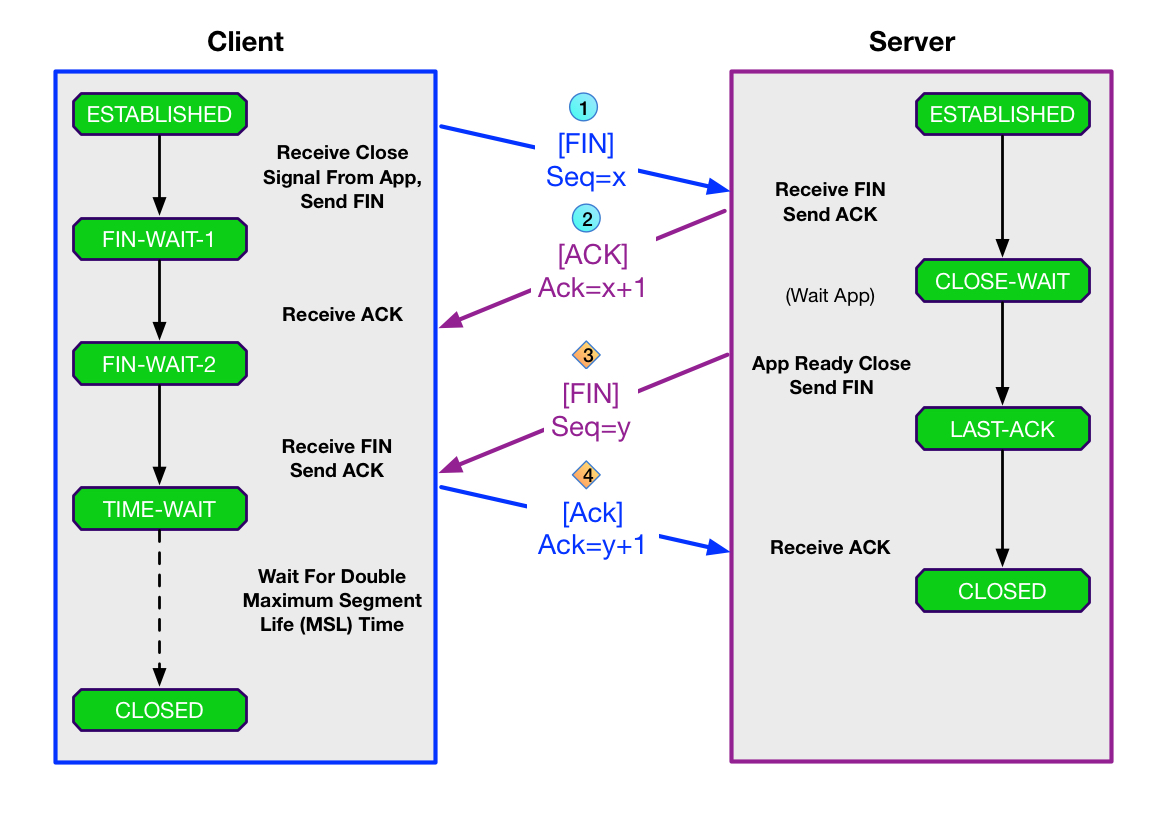 Client
ESTABLISHED
Receive Close
Signal From App,
Send FIN
FIN-WAIT-1
Receive ACK
FIN-WAIT-2
Receive FIN
Send ACK
TIME-WAIT
Wait For Double
Maximum Segment
Life (MSL) Time
CLOSED
1
[FIN]
Seq=x
2
[ACK]
Ack=x+1
3
[FIN]
Seq=y
4
[Ack]
Ack=y+1
Server
ESTABLISHED
Receive FIN
Send ACK
CLOSE-WAIT
(Wait App)
App Ready Close
Send FIN
LAST-ACK
Receive ACK
CLOSED